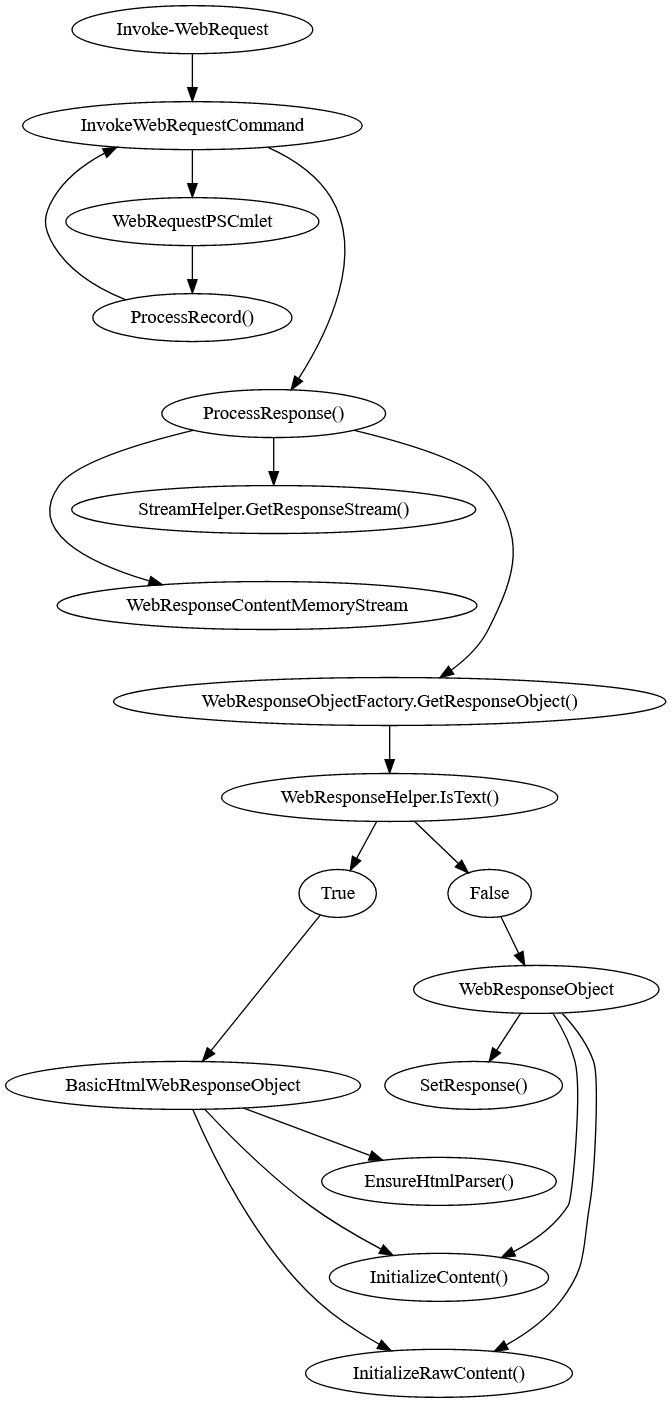 Invoke-WebRequest
InvokeWebRequestCommand
WebRequestPSCmlet
ProcessRecord()
ProcessResponse()
StreamHelper.GetResponseStream()
WebResponseContentMemoryStream
WebResponseObjectFactory.GetResponseObject()
WebResponseHelper.IsText()
True
False
WebResponseObject
BasicHtmlWebResponseObject
SetResponse()
EnsureHtmlParser()
InitializeContent()
InitializeRawContent()